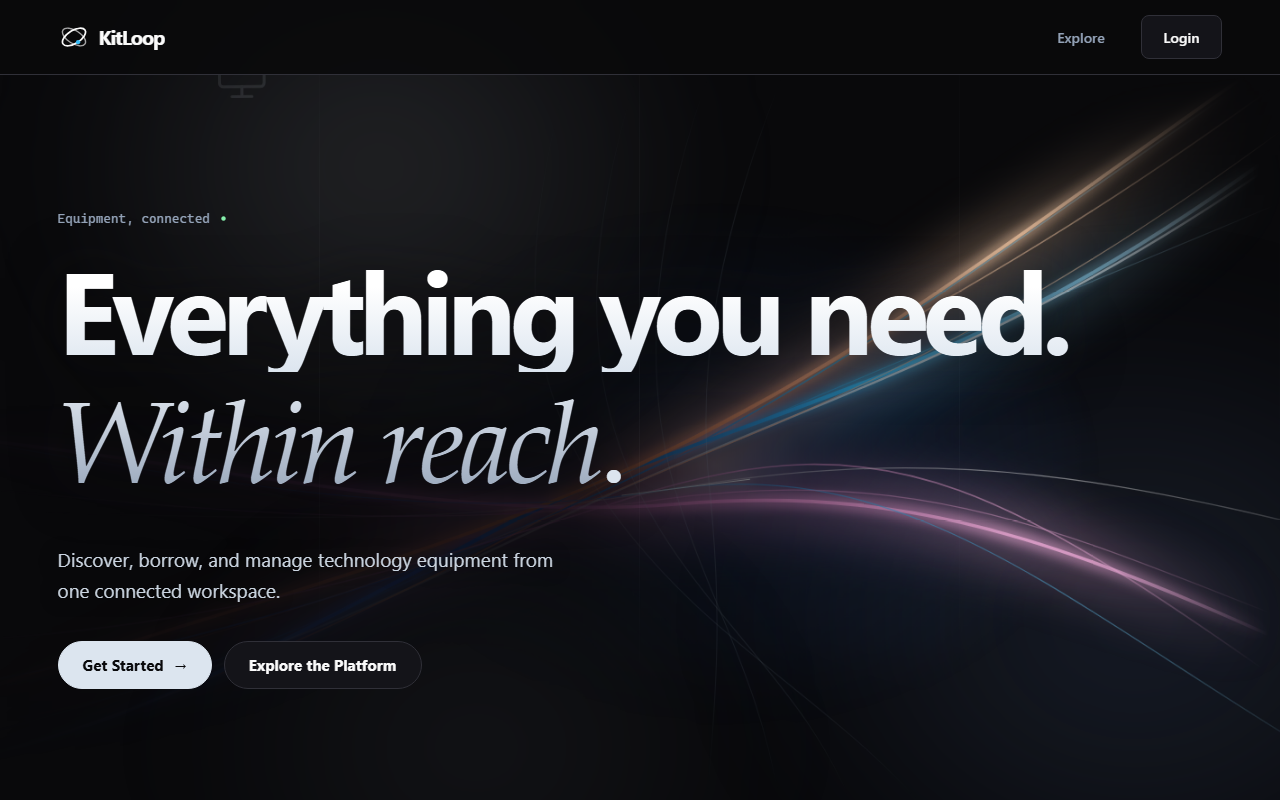 KitLoop
Explore
Login
Equipment, connected
Everything you need.
Within reach.
Discover, borrow, and manage technology equipment from
one connected workspace.
Get Started →
Explore the Platform